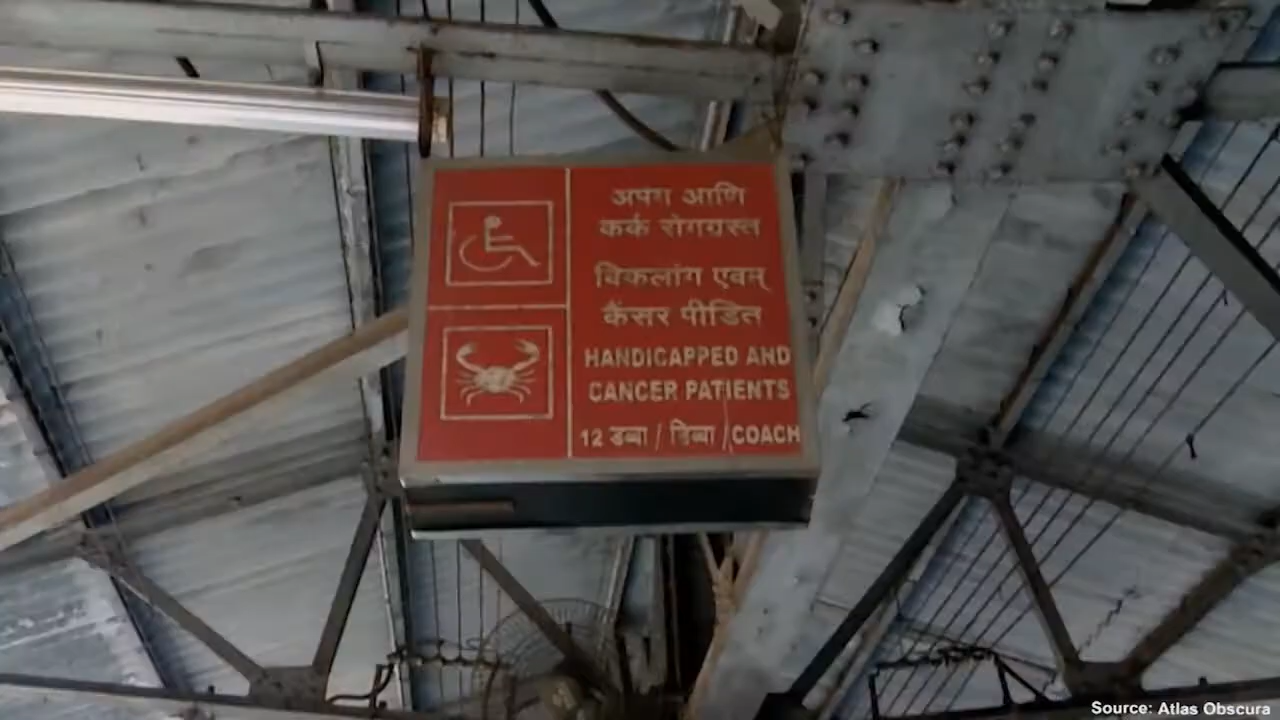 अपंग आणि
कर्क रोगग्रस्त
विकलांग एवम्
कैंसर पीडित
HANDICAPPED AND
CANCER PATIENTS
12 डब्बा / डिब्बा /COACH
Source: Atlas Obscura